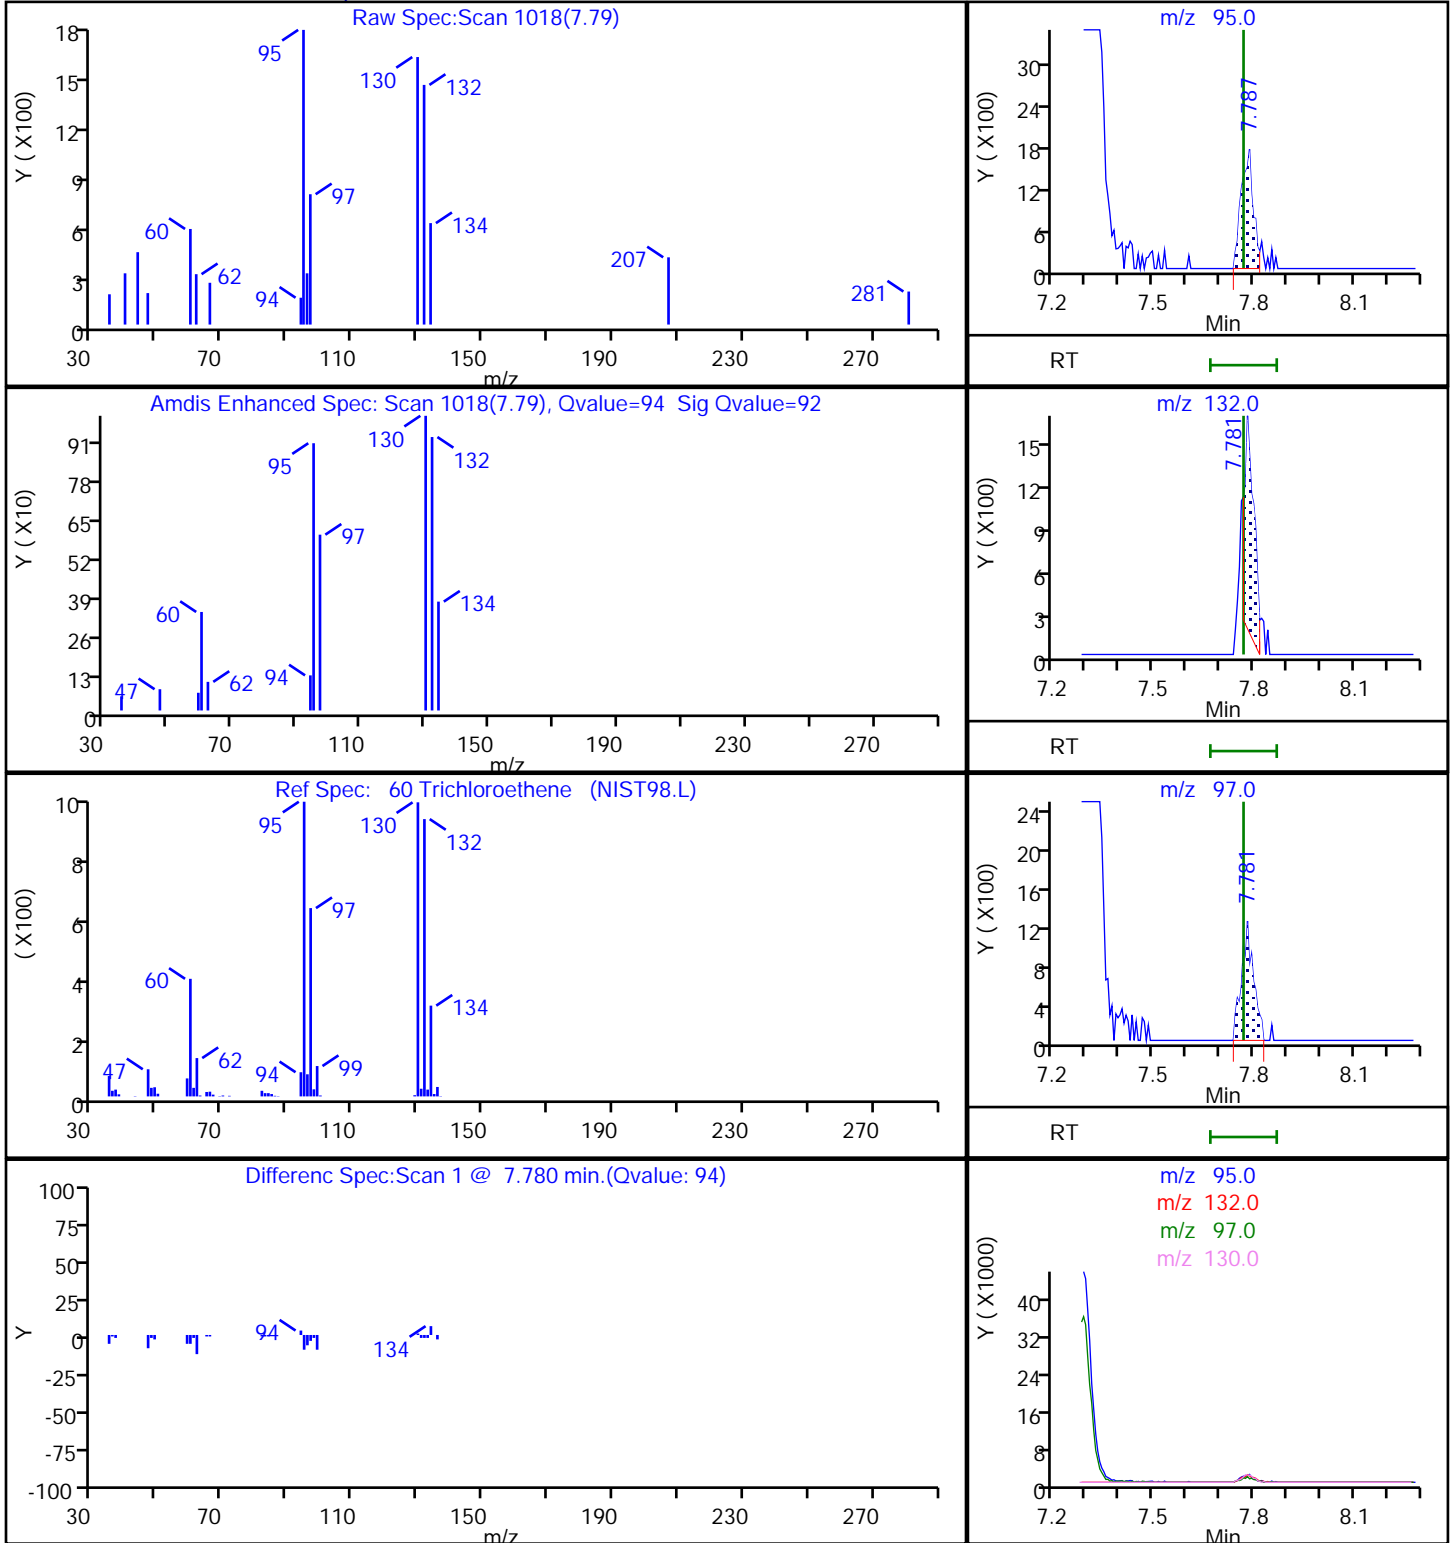 Raw Spec:Scan 1018(7.79)
Y ( X100)
18
15
12
9
6
3
0
95
130
132
97
134
60
62
94
207
281
30 70 110 150 190 230 270
m/z
m/z 95.0
Y ( X100)
30
24
18
12
6
0
7.787
7.2 7.5 7.8 8.1
Min
RT
Amdis Enhanced Spec: Scan 1018(7.79), Qvalue=94 Sig Qvalue=92
Y ( X10)
91
78
65
52
39
26
13
0
130
132
95
97
134
60
47
62
94
30 70 110 150 190 230 270
m/z
m/z 132.0
Y ( X100)
15
12
9
6
3
0
7.781
7.2 7.5 7.8 8.1
Min
RT
Ref Spec: 60 Trichloroethene (NIST98.L)
( X100)
10
8
6
4
2
0
95
130
132
97
60
134
47
62
94
99
30 70 110 150 190 230 270
m/z 97.0
Y ( X100)
24
20
16
12
8
4
0
7.781
7.2 7.5 7.8 8.1
Min
RT
Differenc Spec:Scan 1 @ 7.780 min.(Qvalue: 94)
Y
100
75
50
25
0
-25
-50
-75
-100
94
134
30 70 110 150 190 230 270
m/z
m/z 95.0
m/z 132.0
m/z 97.0
m/z 130.0
Y ( X1000)
40
32
24
16
8
0
7.2 7.5 7.8 8.1
Min